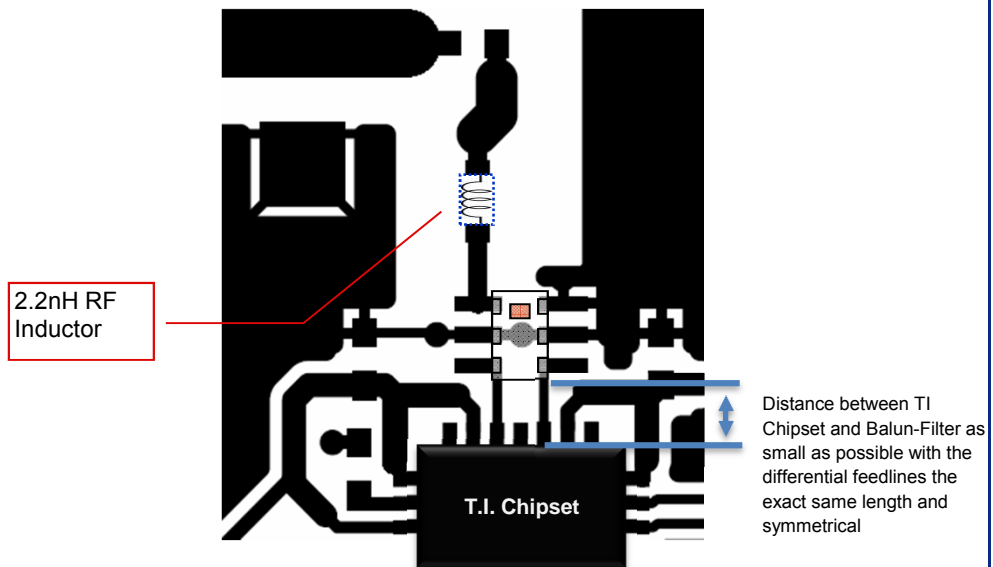 2.2nH RF
Inductor
Distance between TI
Chipset and Balun-Filter as
small as possible with the
differential feedlines the
exact same length and
symmetrical
T.I. Chipset